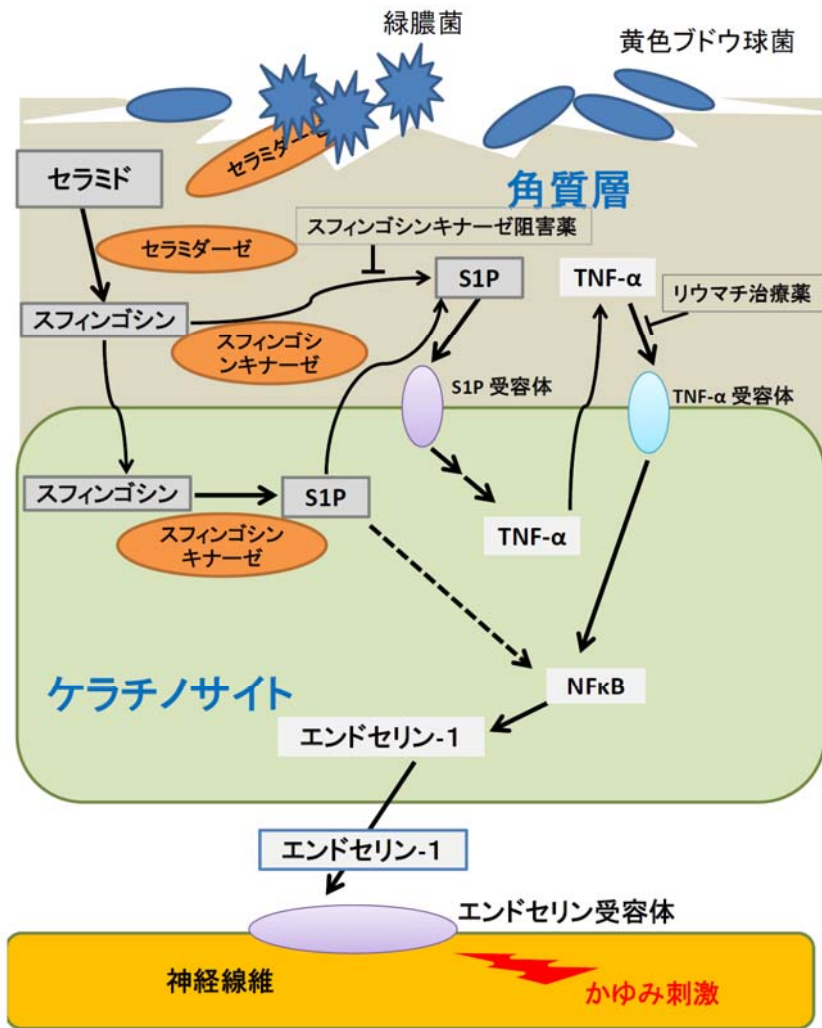 緑膿菌
黄色ブドウ球菌
セラミダーゼ
セラミド
角質層
スフィンゴシンキナーゼ阻害薬
セラミダーゼ
S1P
TNF-α
リウマチ治療薬
スフィンゴシン
スフィンゴシ
ンキナーゼ
S1P 受容体
TNF-α 受容体
スフィンゴシン
S1P
スフィンゴシン
キナーゼ
TNF-α
NFκB
ケラチノサイト
エンドセリン-1
エンドセリン-1
エンドセリン受容体
神経線維
かゆみ刺激